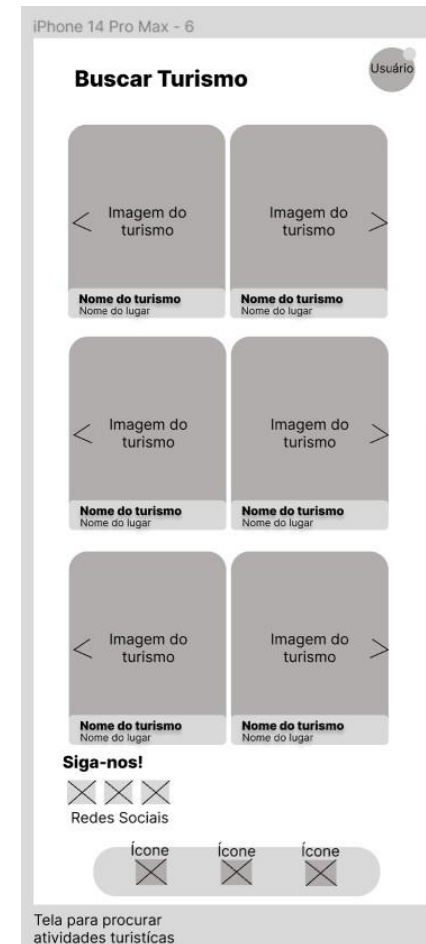 iPhone 14 Pro Max - 6
Buscar Turismo
Usuário
Imagem do
turismo
Imagem do
turismo
Nome do turismo
Nome do lugar
Nome do turismo
Nome do lugar
Imagem do
turismo
Imagem do
turismo
Nome do turismo
Nome do lugar
Nome do turismo
Nome do lugar
Imagem do
turismo
Imagem do
turismo
Nome do turismo
Nome do lugar
Nome do turismo
Nome do lugar
Siga-nos!
Redes Sociais
Ícone
Ícone
Ícone
Tela para procurar
atividades turistícas